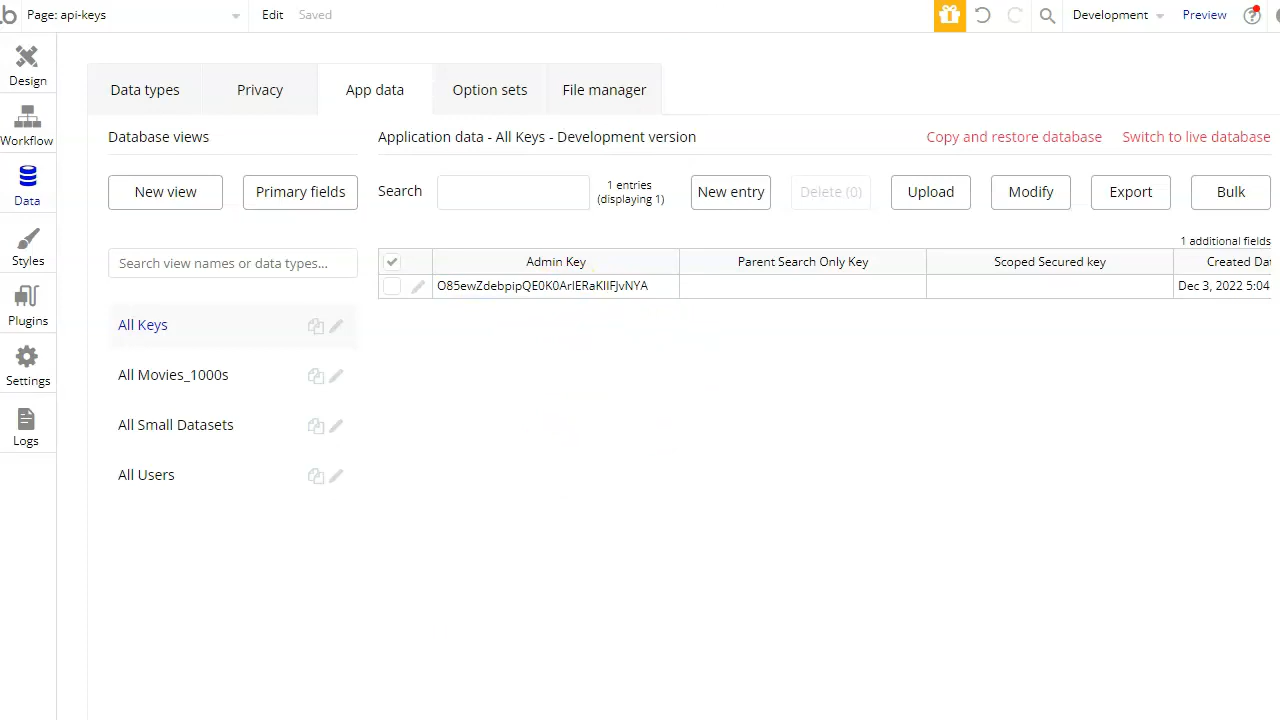 .b Page: api-keys Edit Saved Development Preview
Design
Workflow
Data
Styles
Plugins
Settings
Logs
Data types Privacy App data Option sets File manager
Database views
New view Primary fields
Search view names or data types...
All Keys
All Movies_1000s
All Small Datasets
All Users
Application data - All Keys - Development version Copy and restore database Switch to live database
Search 1 entries
(displaying 1)
New entry Delete (0) Upload Modify Export Bulk
1 additional fields
Admin Key Parent Search Only Key Scoped Secured key Created Dat
Dec 3, 2022 5:04